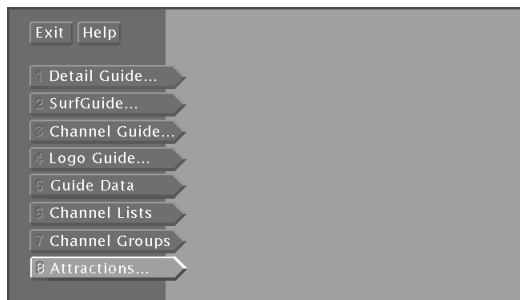 Exit Help
1 Detail Guide...
2 SurfGuide...
3 Channel Guide...
4 Logo Guide...
5 Guide Data
6 Channel Lists
7 Channel Groups
8 Attractions...